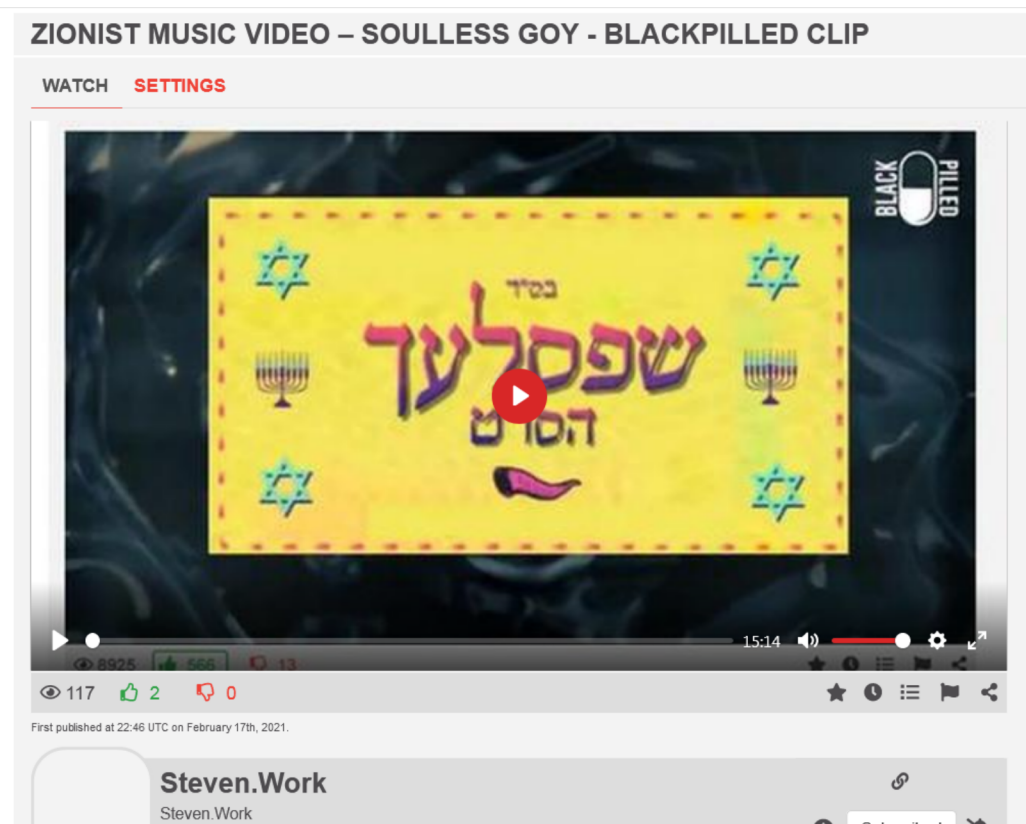 ZIONIST MUSIC VIDEO – SOULLESS GOY - BLACKPILLED CLIP
WATCH SETTINGS
BLACK PILLED
בס"ד
שפסלעך
הסרט
15:14
8925 566 13
117 2 0
First published at 22:46 UTC on February 17th, 2021.
Steven.Work
Steven.Work